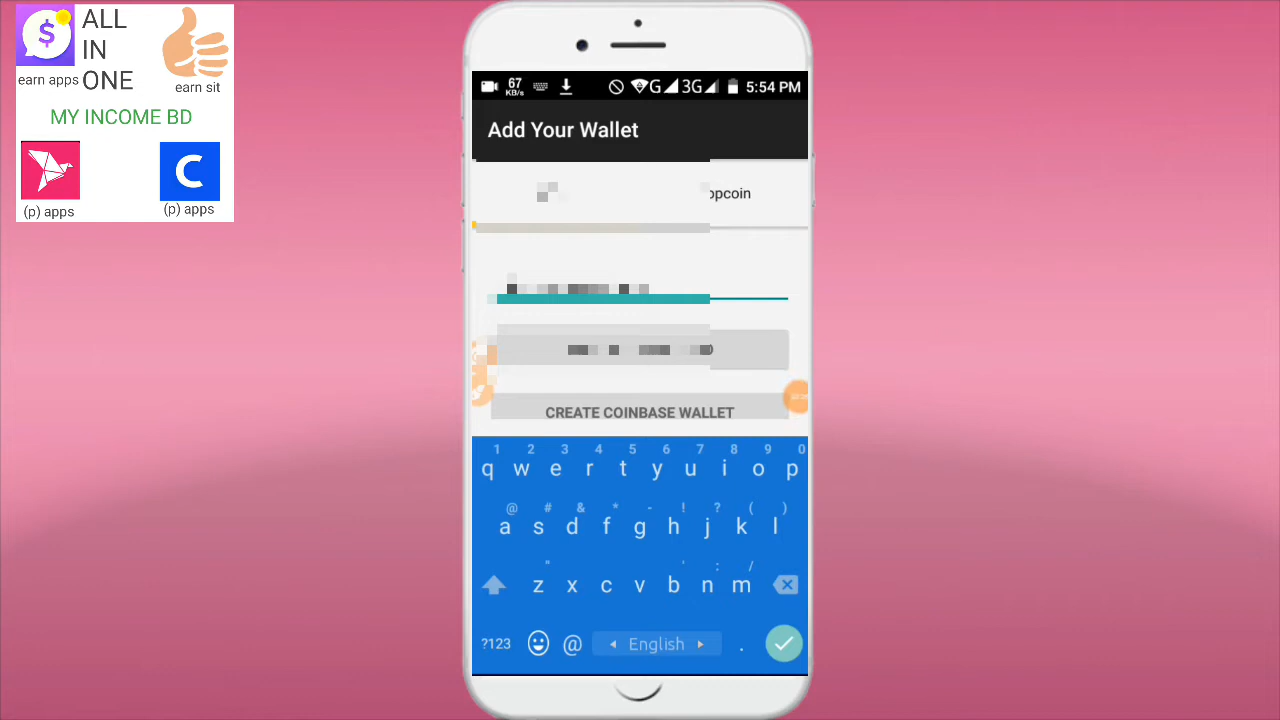 ALL
IN
ONE
earn apps
earn sit
MY INCOME BD
(p) apps
(p) apps
67
KB/s
G
3G
5:54 PM
Add Your Wallet
CREATE COINBASE WALLET
1 2 3 4 5 6 7 8 9 0
q w e r t y u i o p
@ # & * - ! ? ( )
a s d f g h j k l
" ' : /
z x c v b n m
?123
@
English
.